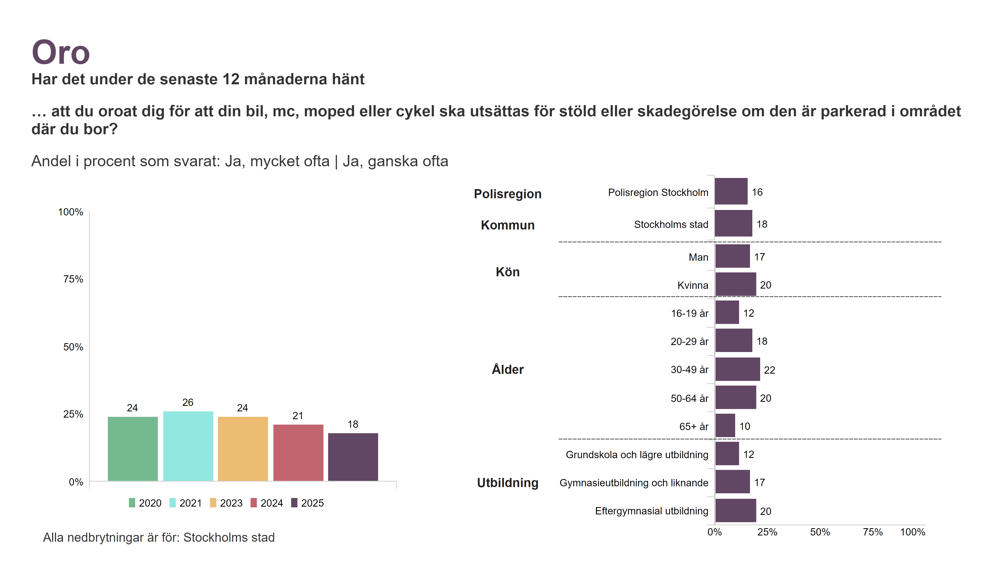 Oro
Har det under de senaste 12 månaderna hänt
… att du oroat dig för att din bil, mc, moped eller cykel ska utsättas för stöld eller skadegörelse om den är parkerad i området
där du bor?
Andel i procent som svarat: Ja, mycket ofta | Ja, ganska ofta
100%
75%
50%
25%
0%
24
26
24
21
18
2020 2021 2023 2024 2025
Alla nedbrytningar är för: Stockholms stad
Polisregion
Polisregion Stockholm 16
Kommun
Stockholms stad 18
Kön
Man 17
Kvinna 20
Ålder
16-19 år 12
20-29 år 18
30-49 år 22
50-64 år 20
65+ år 10
Utbildning
Grundskola och lägre utbildning 12
Gymnasieutbildning och liknande 17
Eftergymnasial utbildning 20
0% 25% 50% 75% 100%